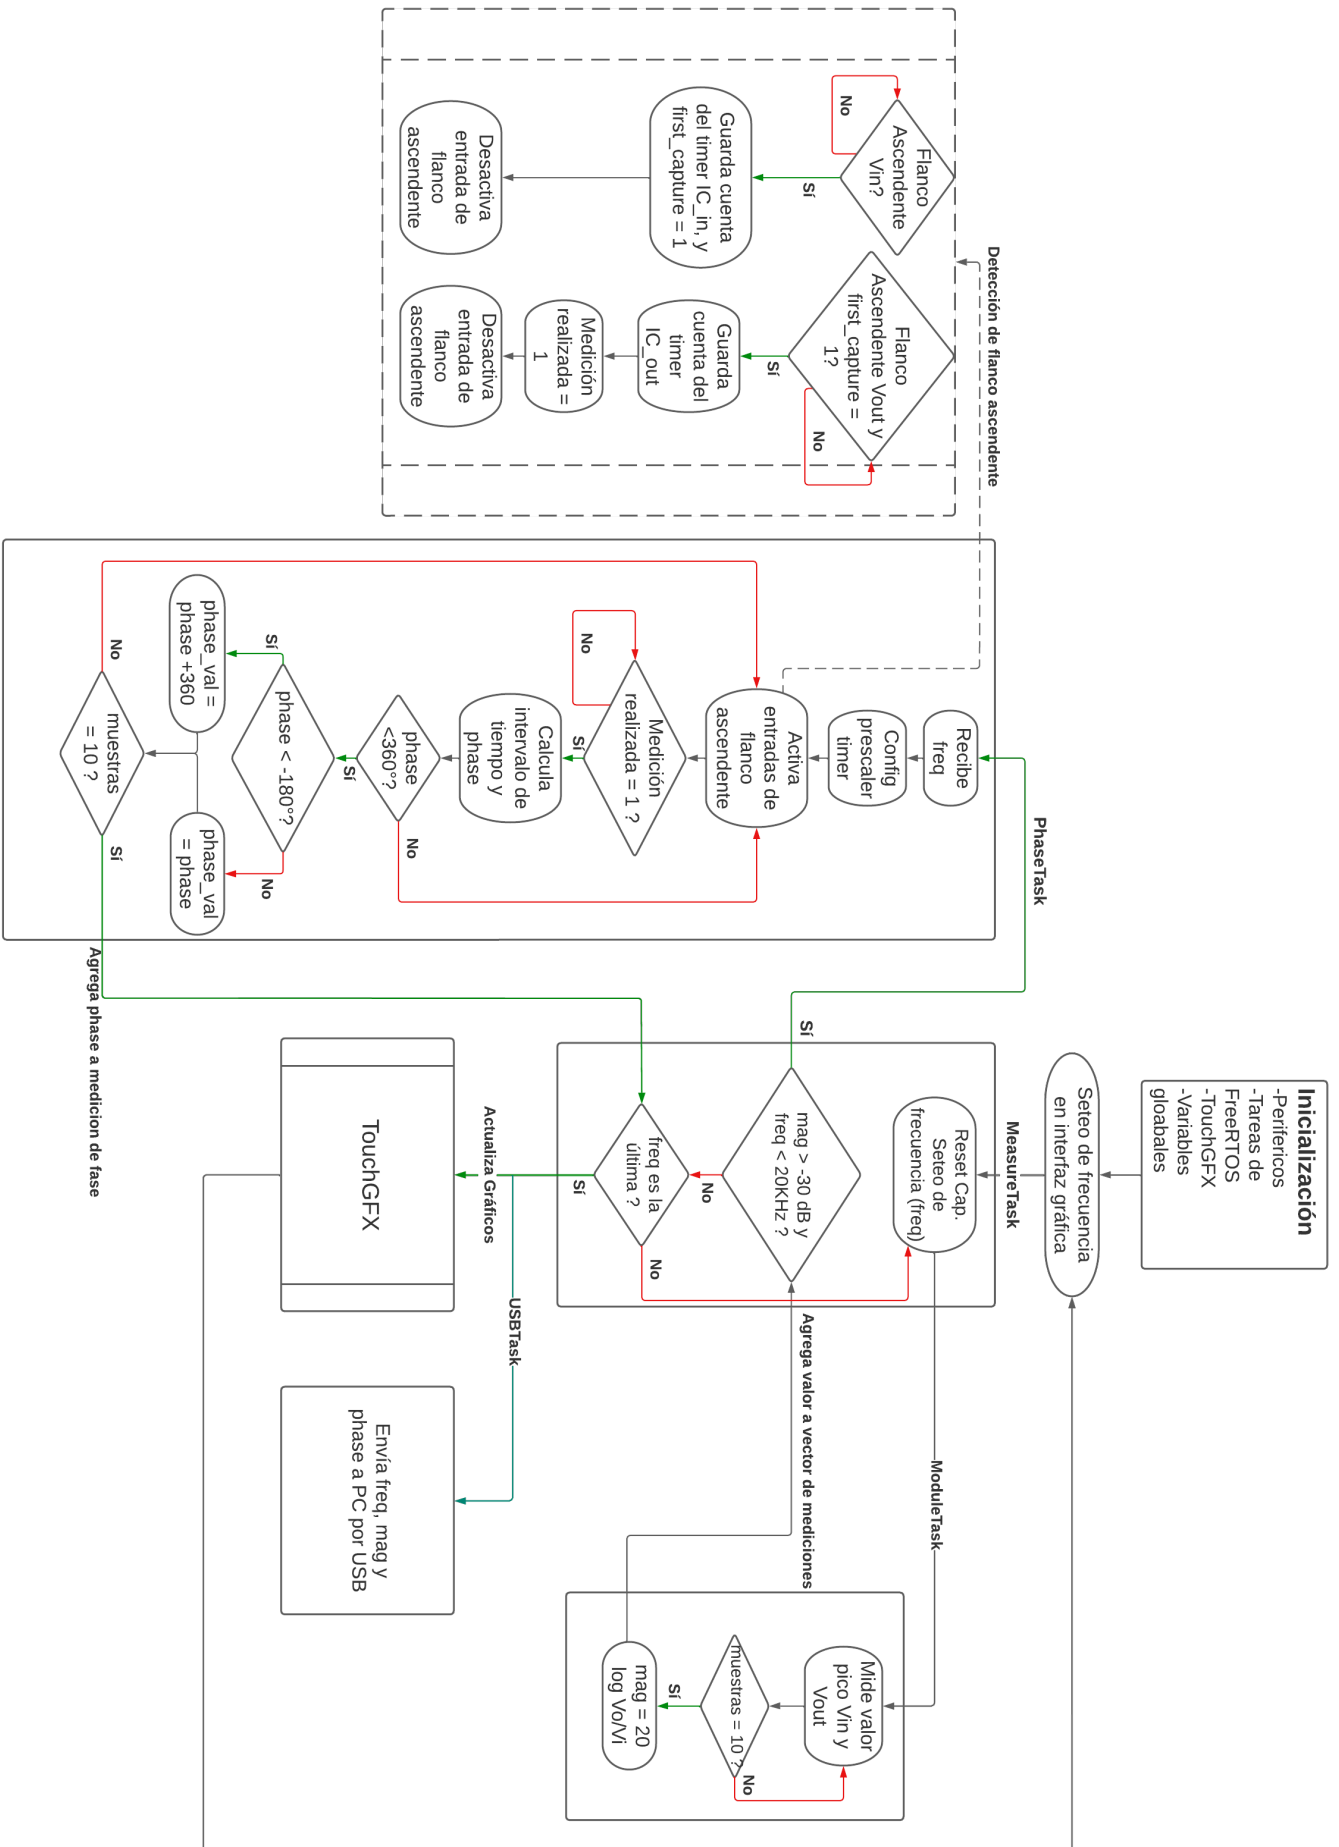 Inicialización
-Perifericos
-Tareas de
FreeRTOS
-TouchGFX
-Variables
gloabales
Seteo de frecuencia
en interfaz gráfica
MeasureTask
Reset Cap.
Seteo de
frecuencia (freq)
mag > -30 dB y
freq < 20KHz ?
Sí
No
freq es la
última ?
No
Sí
ModuleTask
Mide valor
pico Vin y
Vout
muestras = 10 ?
No
Sí
mag = 20
log Vo/Vi
Agrega valor a vector de mediciones
Actualiza Gráficos
USBTask
TouchGFX
Envía freq, mag y
phase a PC por USB
PhaseTask
Recibe
freq
Config
prescaler
timer
Activa
entradas de
flanco
ascendente
Medición
realizada = 1 ?
No
Sí
Calcula
intervalo de
tiempo y
phase
phase
<360°?
No
Sí
phase < -180°?
Sí
No
phase_val =
phase +360
phase_val
= phase
muestras
= 10 ?
No
Sí
Agrega phase a medicion de fase
Detección de flanco ascendente
Flanco
Ascendente
Vin?
No
Sí
Guarda cuenta
del timer IC_in, y
first_capture = 1
Desactiva
entrada de
flanco
ascendente
Flanco
Ascendente Vout y
first_capture =
1?
No
Sí
Guarda
cuenta del
timer
IC_out
Medición
realizada =
1
Desactiva
entrada de
flanco
ascendente